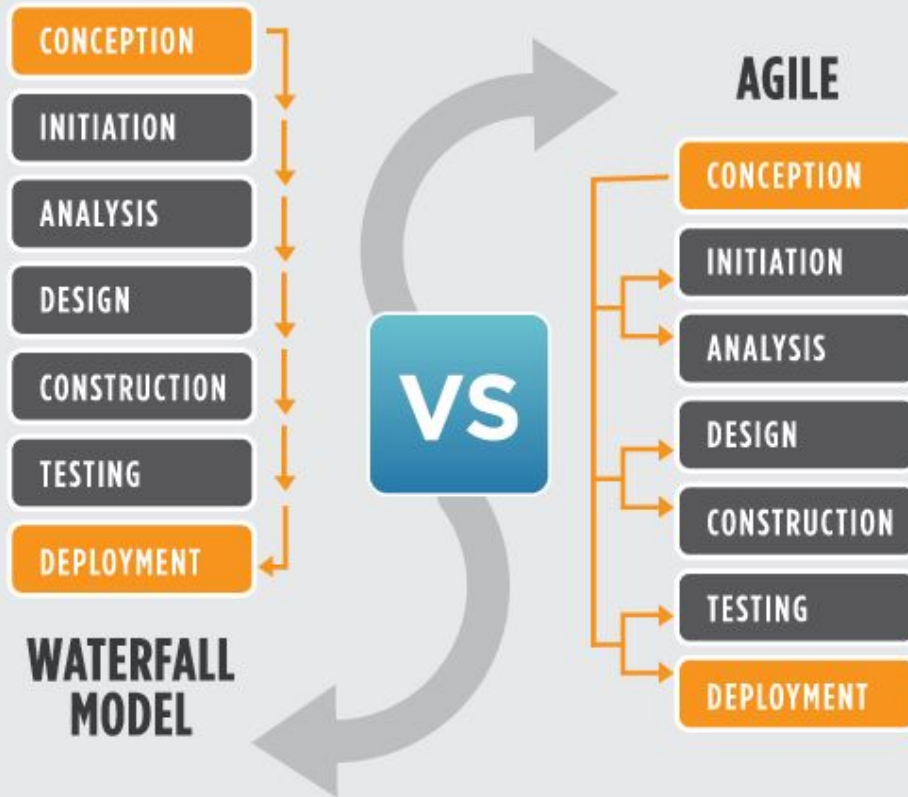 CONCEPTION
INITIATION
ANALYSIS
DESIGN
CONSTRUCTION
TESTING
DEPLOYMENT
WATERFALL
MODEL
VS
AGILE
CONCEPTION
INITIATION
ANALYSIS
DESIGN
CONSTRUCTION
TESTING
DEPLOYMENT